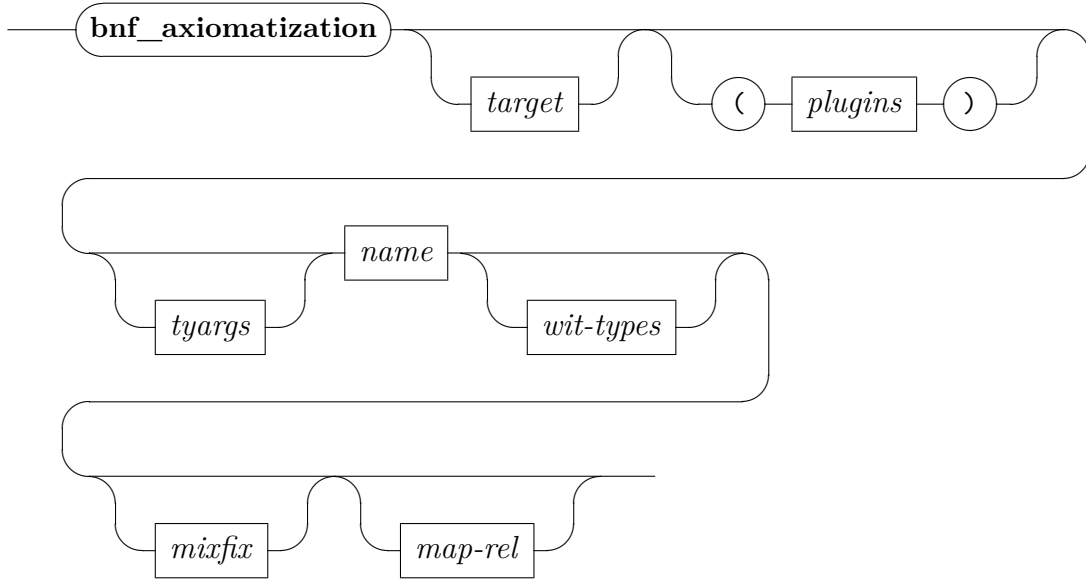 bnf_axiomatization
target ( plugins )
name
tyargs wit-types
mixfix map-rel